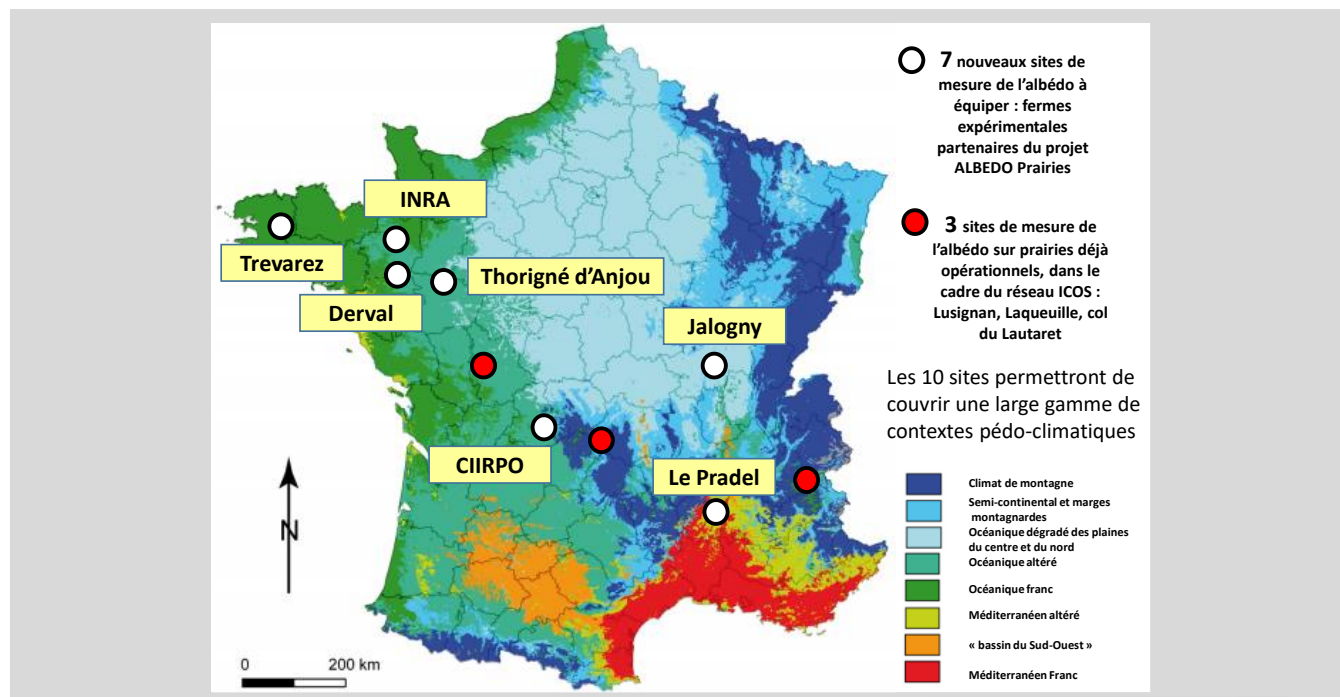 7 nouveaux sites de
mesure de l'albédo à
équiper : fermes
expérimentales
partenaires du projet
ALBEDO Prairies
3 sites de mesure de
l'albédo sur prairies déjà
opérationnels, dans le
cadre du réseau ICOS :
Lusignan, Laqueuille, col
du Lautaret
Les 10 sites permettront de
couvrir une large gamme de
contextes pédo-climatiques
INRA
Trevarez
Thorigné d'Anjou
Derval
Jalogny
CIIRPO
Le Pradel
N
0 200 km
Climat de montagne
Semi-continental et marges
montagnardes
Océanique dégradé des plaines
du centre et du nord
Océanique altéré
Océanique franc
Méditerranéen altéré
« bassin du Sud-Ouest »
Méditerranéen Franc